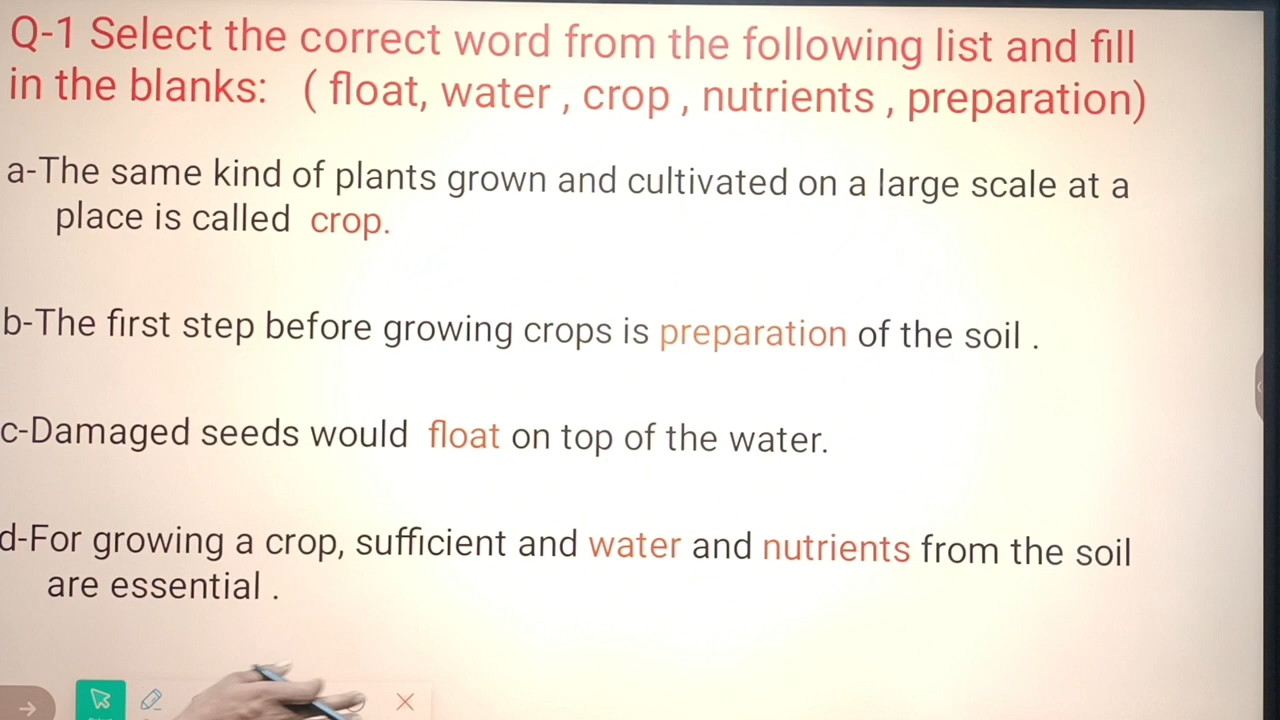 Q-1 Select the correct word from the following list and fill
in the blanks: ( float, water , crop , nutrients , preparation)
a-The same kind of plants grown and cultivated on a large scale at a
place is called crop.
b-The first step before growing crops is preparation of the soil .
c-Damaged seeds would float on top of the water.
d-For growing a crop, sufficient and water and nutrients from the soil
are essential .